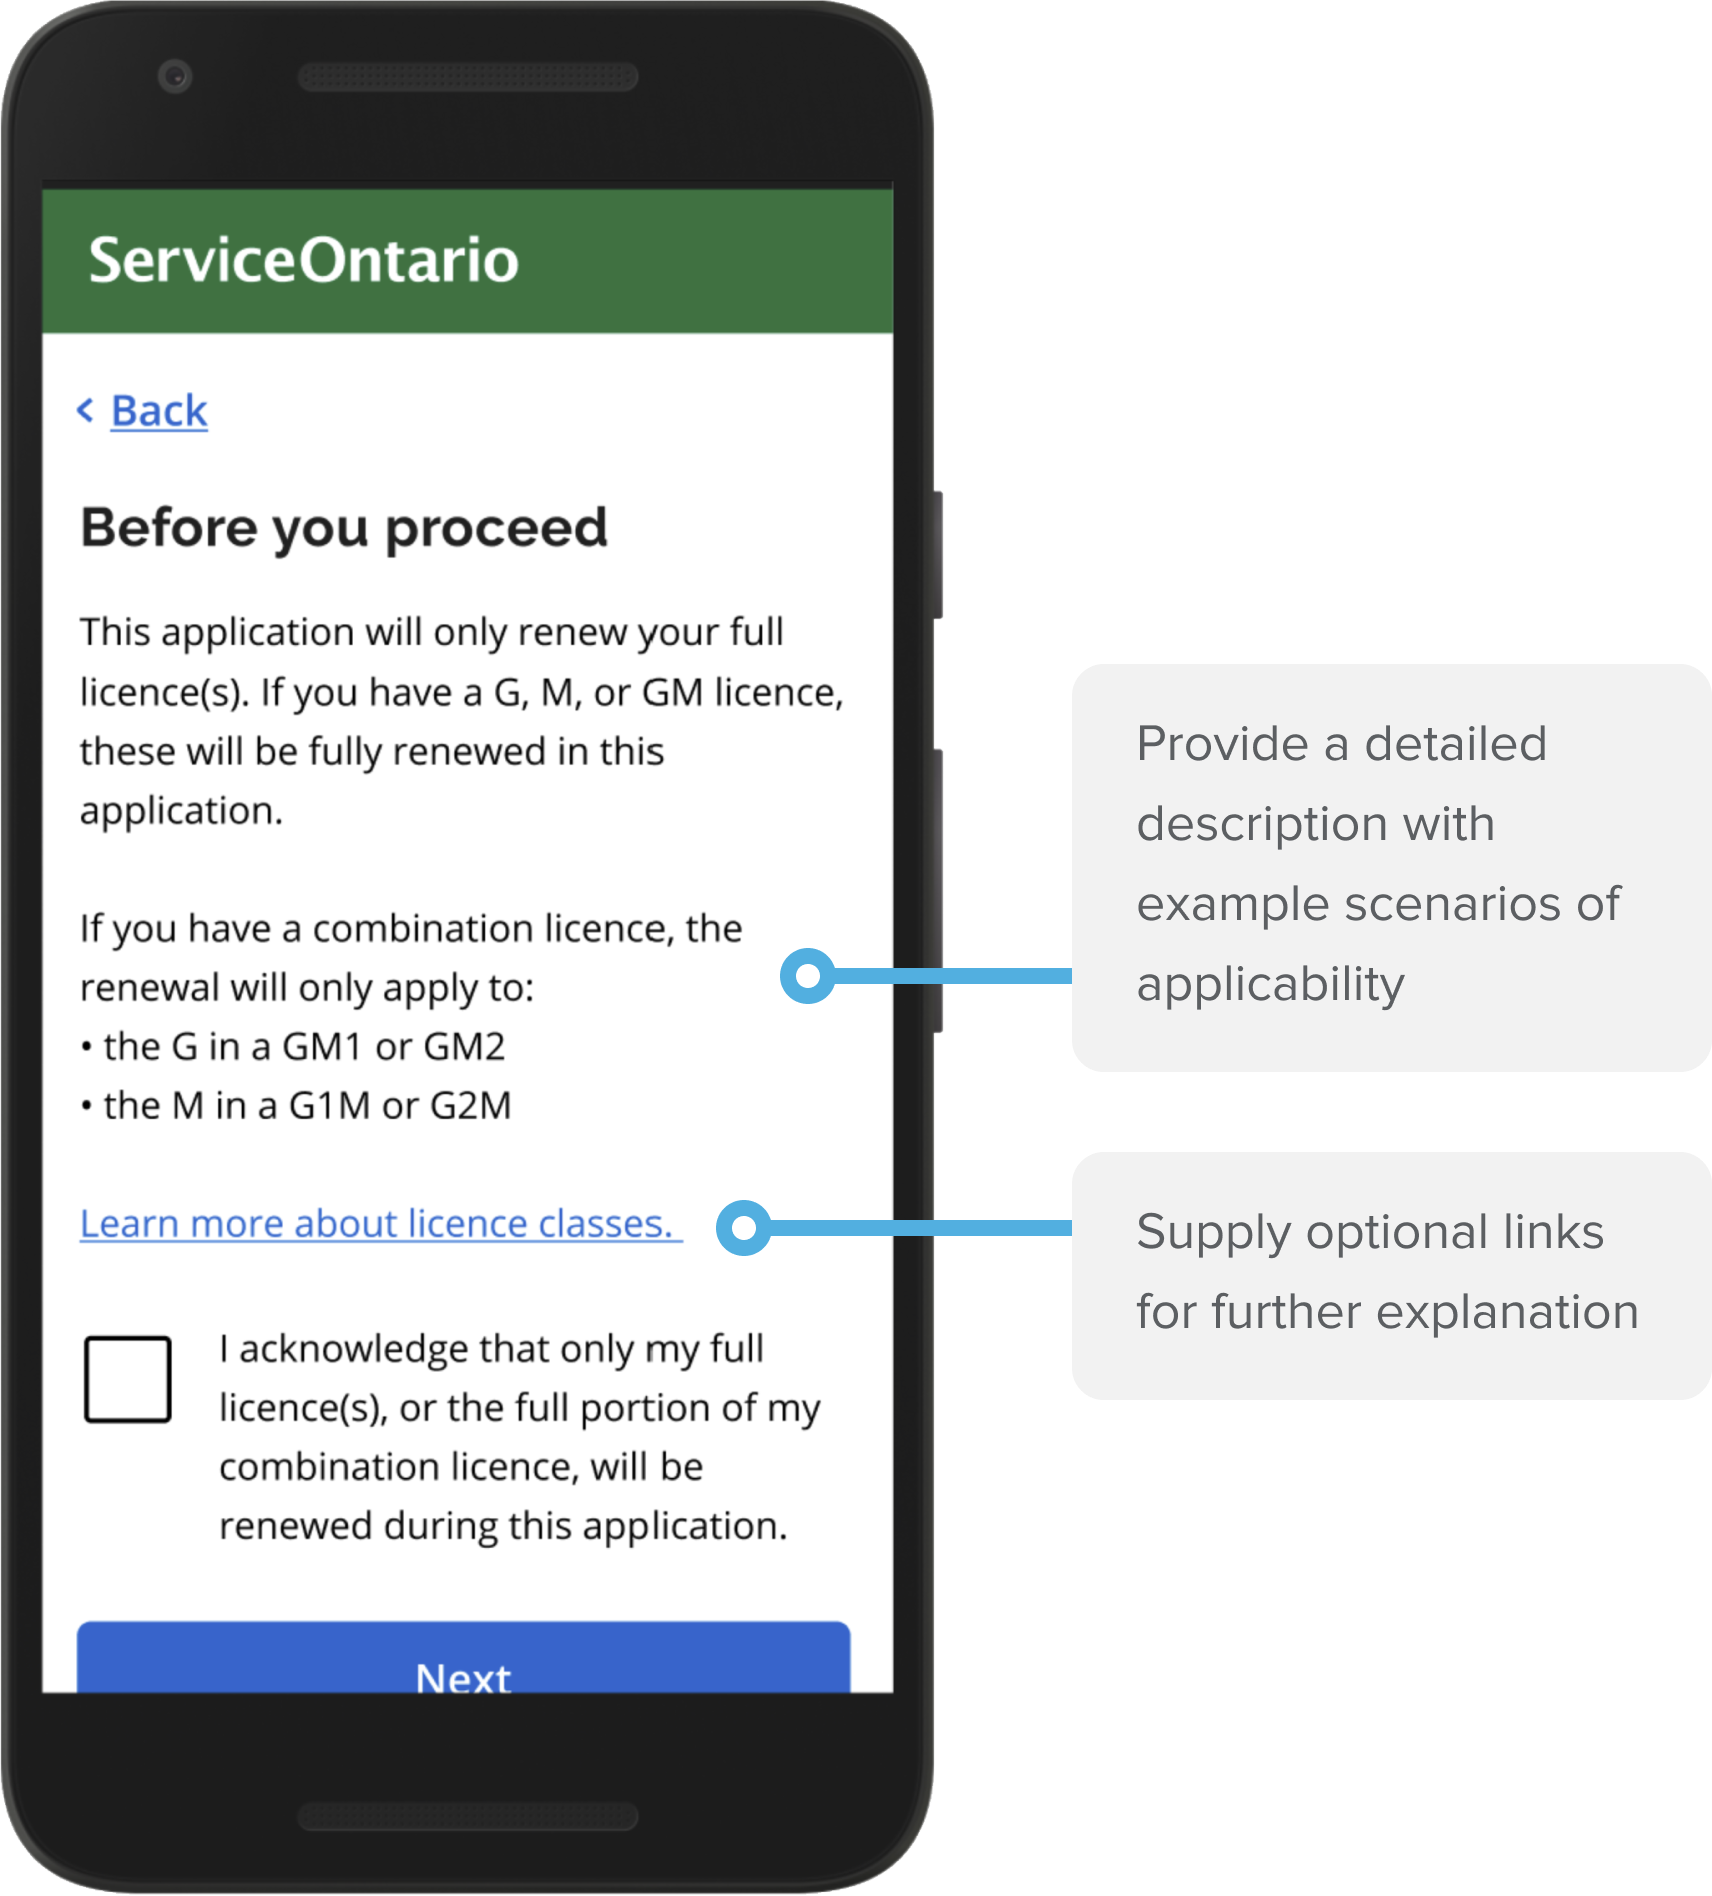 ServiceOntario
< Back
Before you proceed
This application will only renew your full
licence(s). If you have a G, M, or GM licence,
these will be fully renewed in this
application.
If you have a combination licence, the
renewal will only apply to:
• the G in a GM1 or GM2
• the M in a G1M or G2M
Learn more about licence classes.
I acknowledge that only my full
licence(s), or the full portion of my
combination licence, will be
renewed during this application.
Next
Provide a detailed
description with
example scenarios of
applicability
Supply optional links
for further explanation